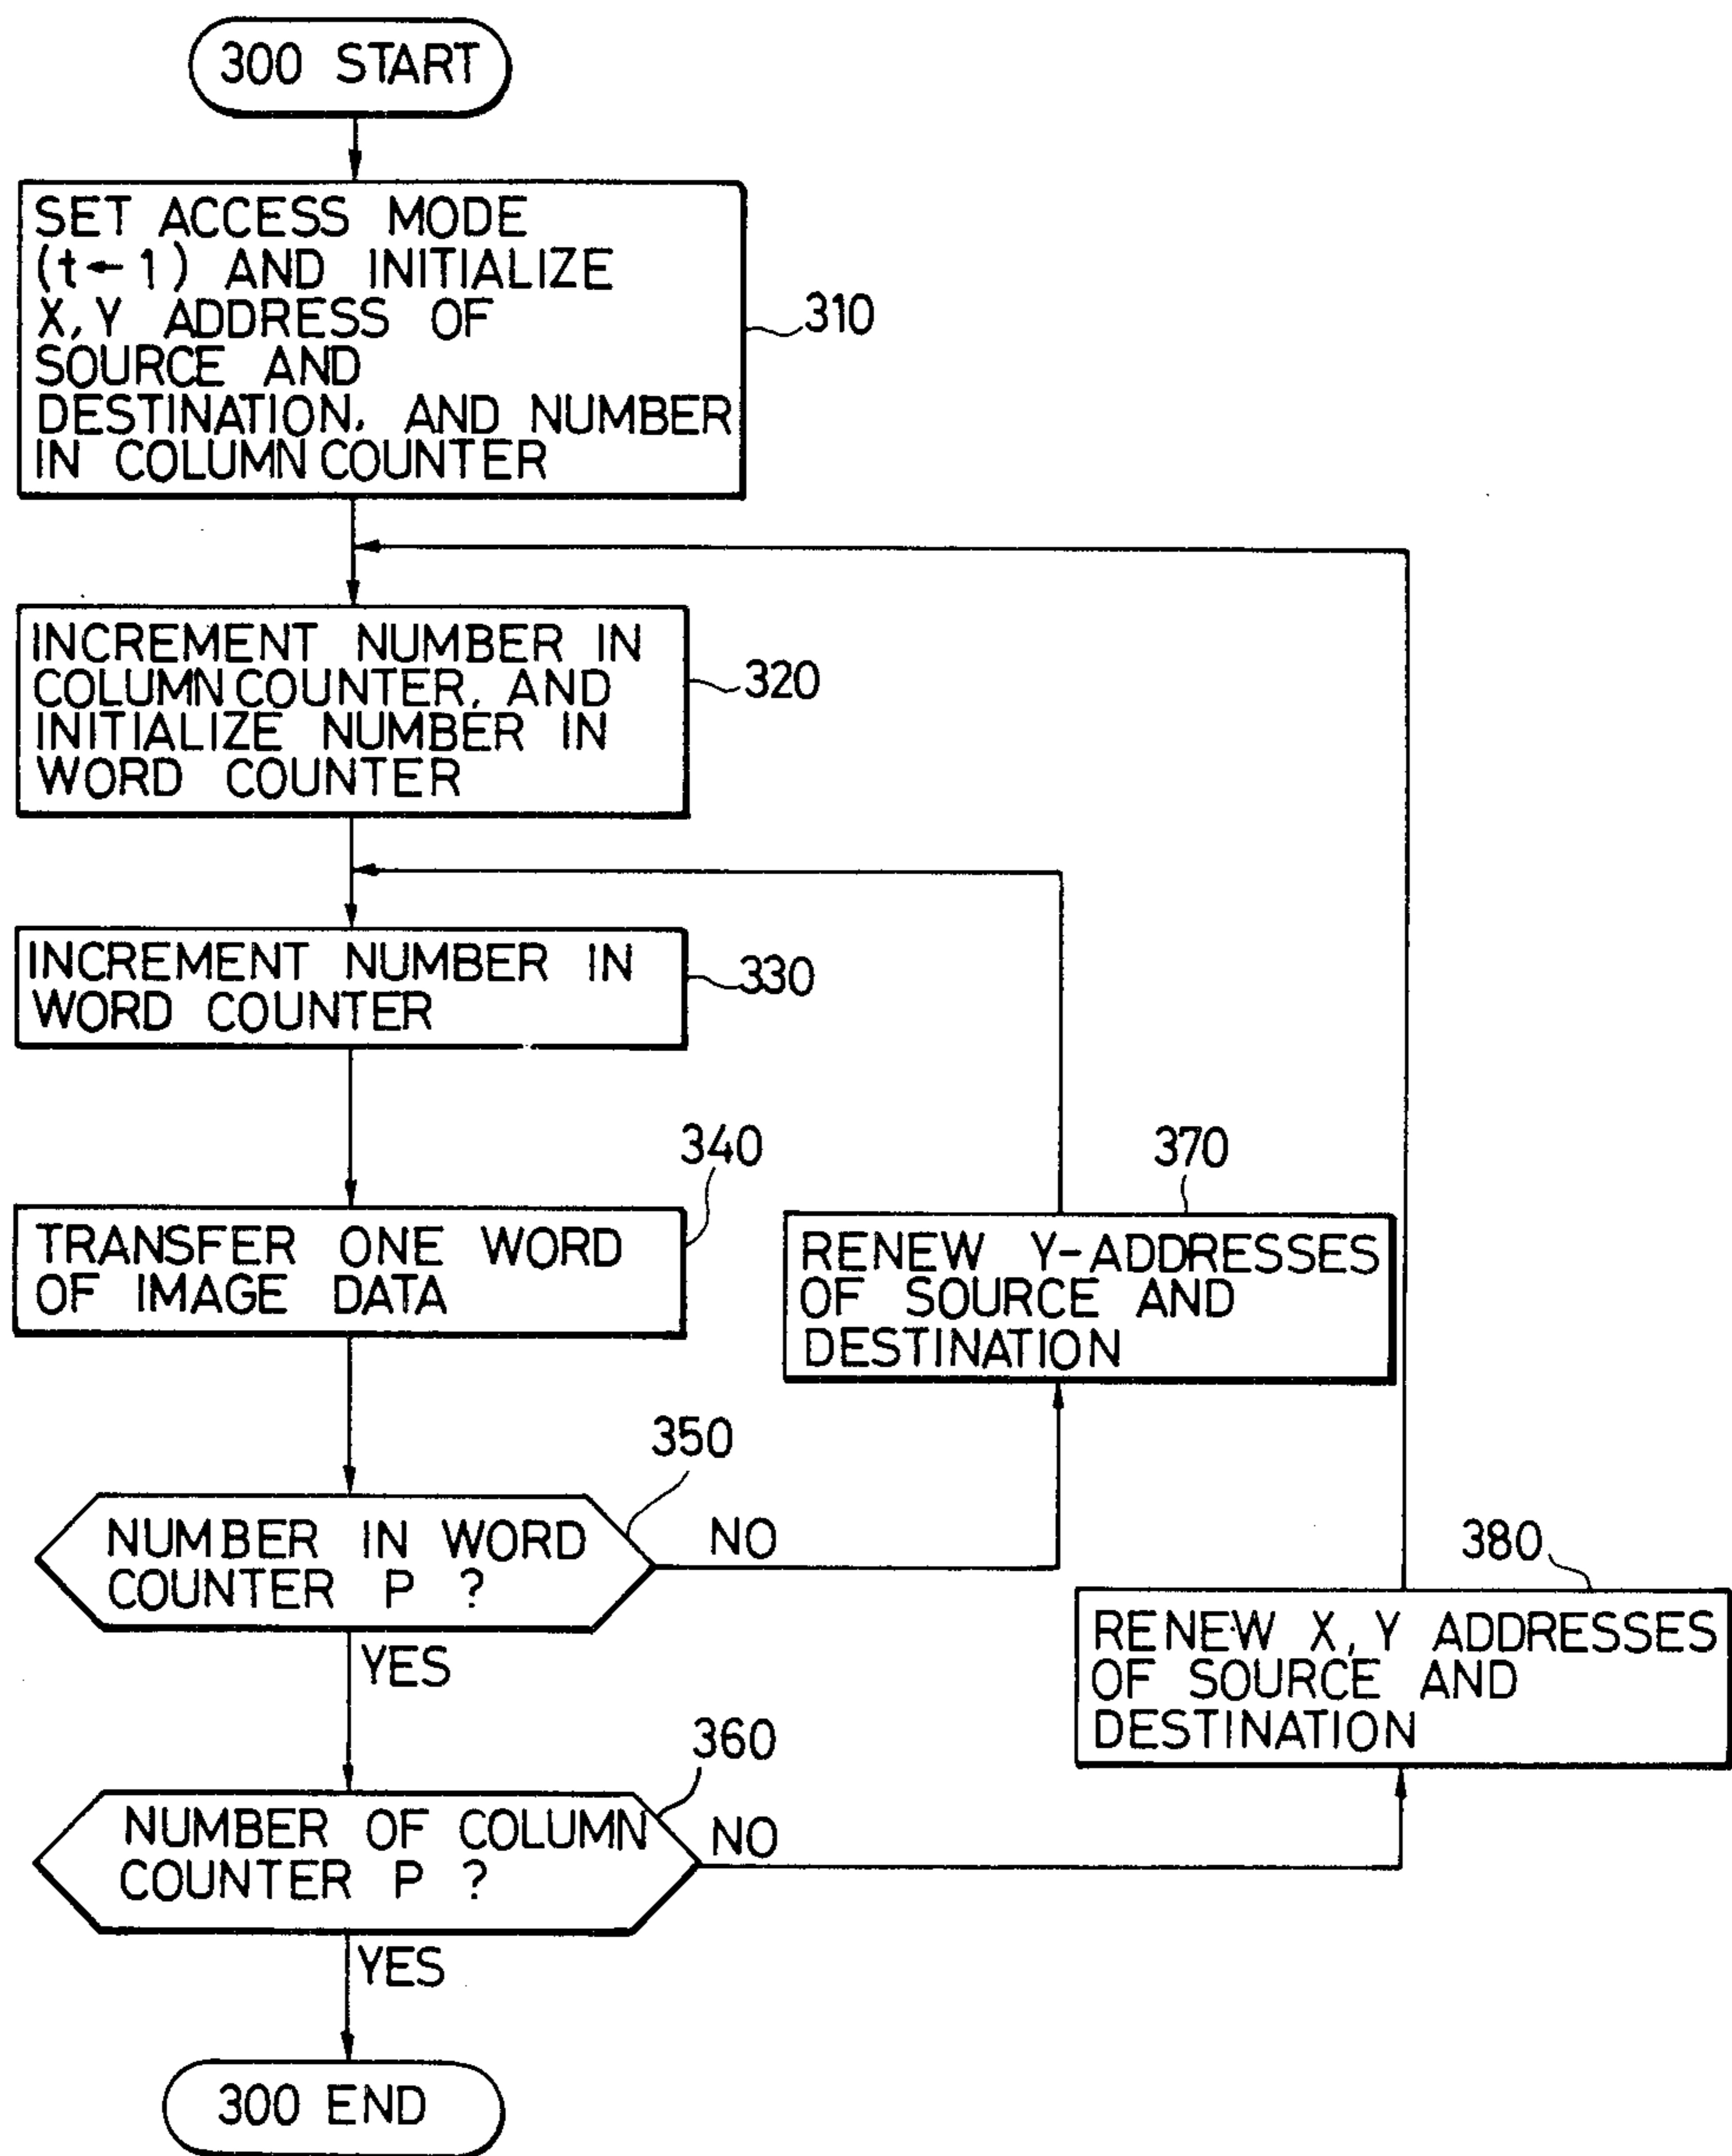 300 START
SET ACCESS MODE
(t←1) AND INITIALIZE
X,Y ADDRESS OF
SOURCE AND
DESTINATION, AND NUMBER
IN COLUMN COUNTER
310
INCREMENT NUMBER IN
COLUMN COUNTER, AND
INITIALIZE NUMBER IN
WORD COUNTER
320
INCREMENT NUMBER IN
WORD COUNTER
330
340
TRANSFER ONE WORD
OF IMAGE DATA
370
RENEW Y-ADDRESSES
OF SOURCE AND
DESTINATION
350
NUMBER IN WORD
COUNTER P ?
NO
YES
380
RENEW X,Y ADDRESSES
OF SOURCE AND
DESTINATION
360
NUMBER OF COLUMN
COUNTER P ?
NO
YES
300 END